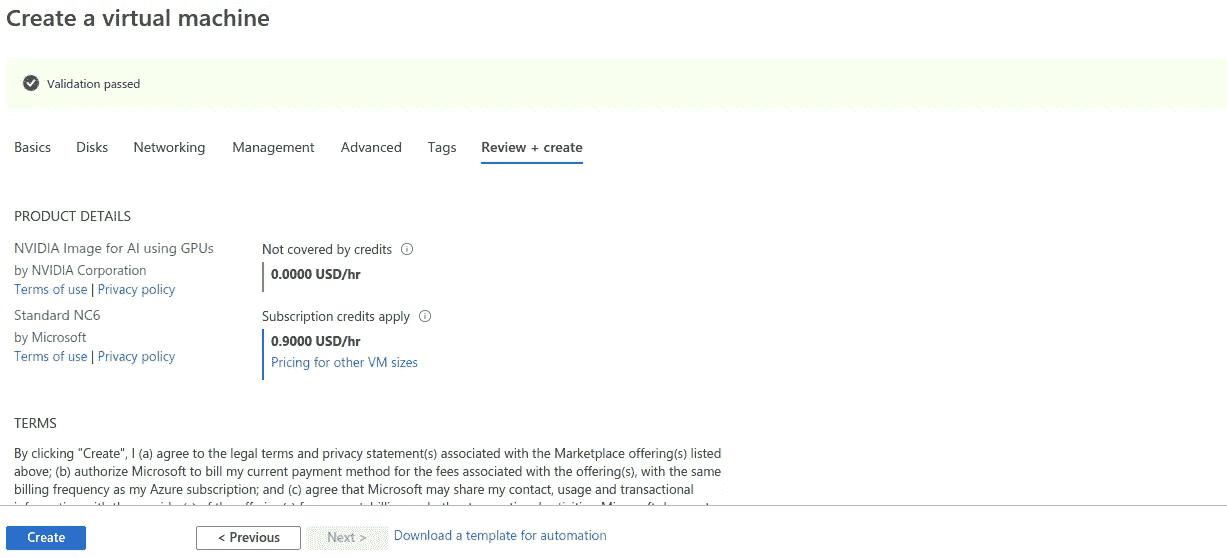 Create a virtual machine
Validation passed
Basics Disks Networking Management Advanced Tags Review + create
PRODUCT DETAILS
NVIDIA Image for AI using GPUs
by NVIDIA Corporation
Terms of use | Privacy policy
Not covered by credits
0.0000 USD/hr
Standard NC6
by Microsoft
Terms of use | Privacy policy
Subscription credits apply
0.9000 USD/hr
Pricing for other VM sizes
TERMS
By clicking "Create", I (a) agree to the legal terms and privacy statement(s) associated with the Marketplace offering(s) listed
above; (b) authorize Microsoft to bill my current payment method for the fees associated with the offering(s), with the same
billing frequency as my Azure subscription; and (c) agree that Microsoft may share my contact, usage and transactional
Create < Previous Next > Download a template for automation